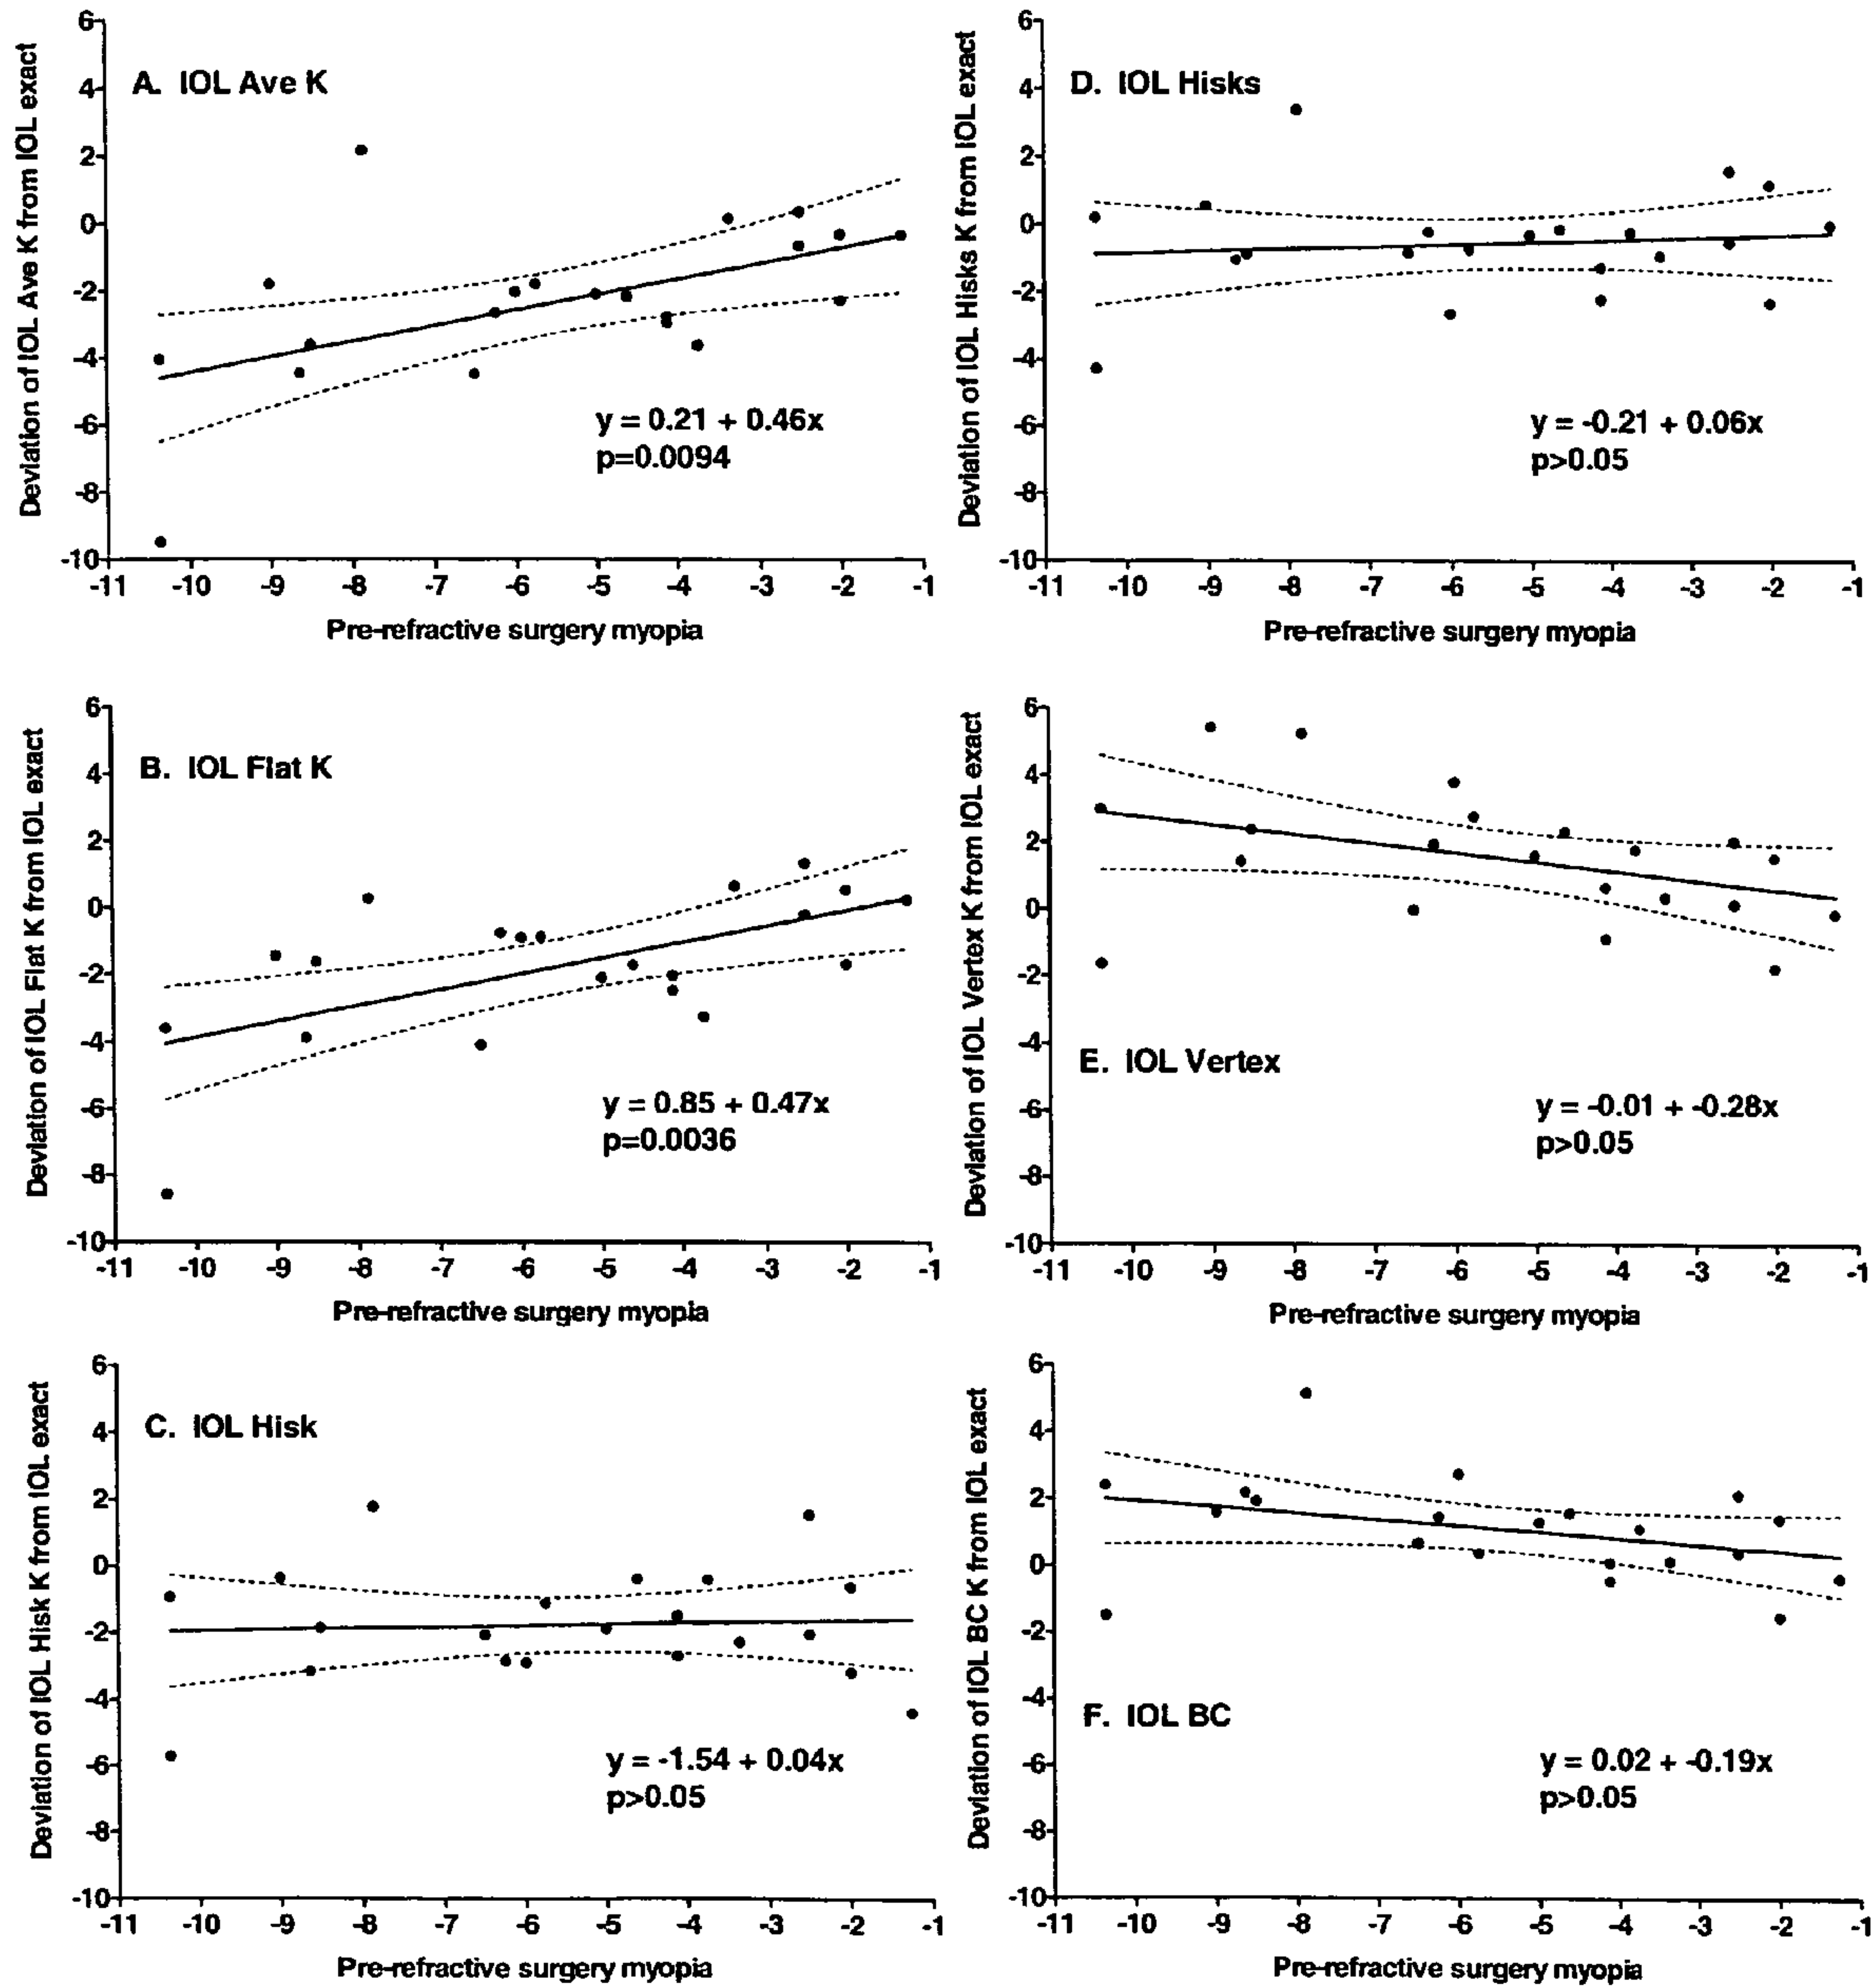 A. IOL Ave K
Deviation of IOL Ave K from IOL exact
6
4
2
0
-2
-4
-6
-8
-10
y = 0.21 + 0.46x
p=0.0094
-11 -10 -9 -8 -7 -6 -5 -4 -3 -2 -1
Pre-refractive surgery myopia
D. IOL Hisks
Deviation of IOL Hisks K from IOL exact
6
4
2
0
-2
-4
-6
-8
-10
y = -0.21 + 0.06x
p>0.05
-11 -10 -9 -8 -7 -6 -5 -4 -3 -2 -1
Pre-refractive surgery myopia
B. IOL Flat K
Deviation of IOL Flat K from IOL exact
6
4
2
0
-2
-4
-6
-8
-10
y = 0.85 + 0.47x
p=0.0036
-11 -10 -9 -8 -7 -6 -5 -4 -3 -2 -1
Pre-refractive surgery myopia
Deviation of IOL Vertex K from IOL exact
6
4
2
0
-2
-4
-6
-8
-10
E. IOL Vertex
y = -0.01 + -0.28x
p>0.05
-11 -10 -9 -8 -7 -6 -5 -4 -3 -2 -1
Pre-refractive surgery myopia
C. IOL Hisk
Deviation of IOL Hisk K from IOL exact
6
4
2
0
-2
-4
-6
-8
-10
y = -1.54 + 0.04x
p>0.05
-11 -10 -9 -8 -7 -6 -5 -4 -3 -2 -1
Pre-refractive surgery myopia
Deviation of IOL BC K from IOL exact
6
4
2
0
-2
-4
-6
-8
-10
F. IOL BC
y = 0.02 + -0.19x
p>0.05
-11 -10 -9 -8 -7 -6 -5 -4 -3 -2 -1
Pre-refractive surgery myopia